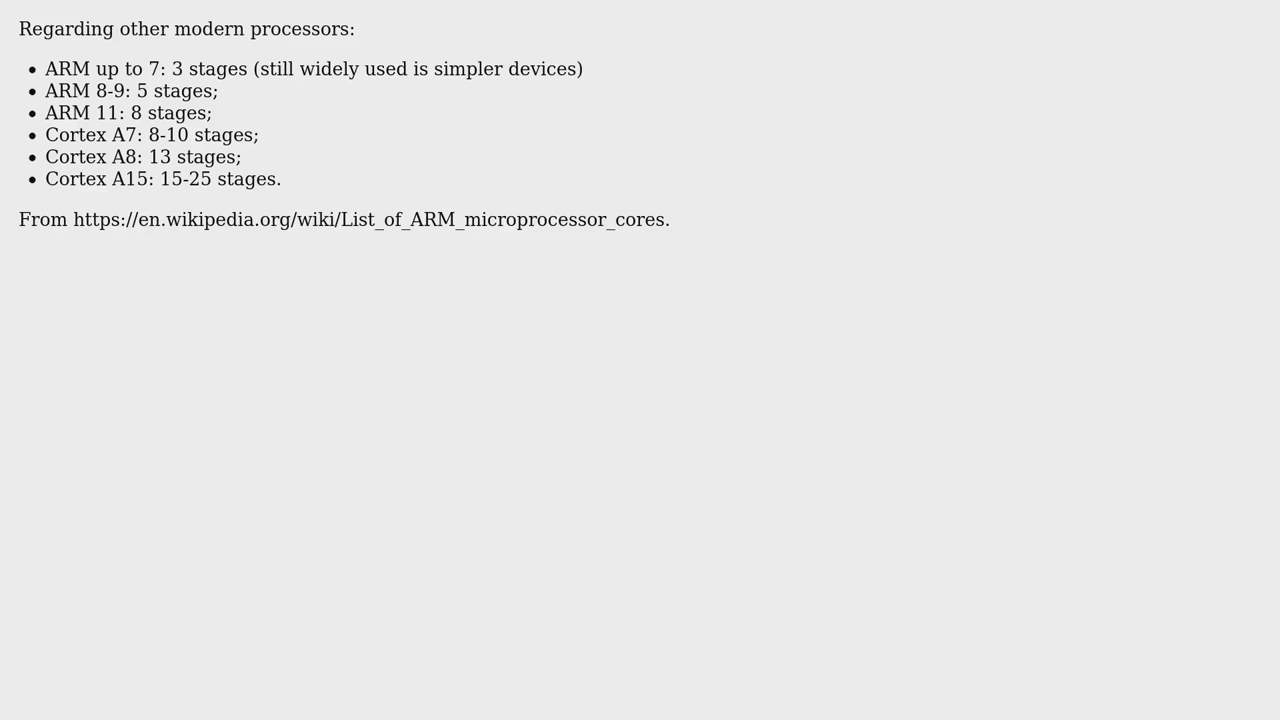 Regarding other modern processors:
• ARM up to 7: 3 stages (still widely used is simpler devices)
• ARM 8-9: 5 stages;
• ARM 11: 8 stages;
• Cortex A7: 8-10 stages;
• Cortex A8: 13 stages;
• Cortex A15: 15-25 stages.
From https://en.wikipedia.org/wiki/List_of_ARM_microprocessor_cores.